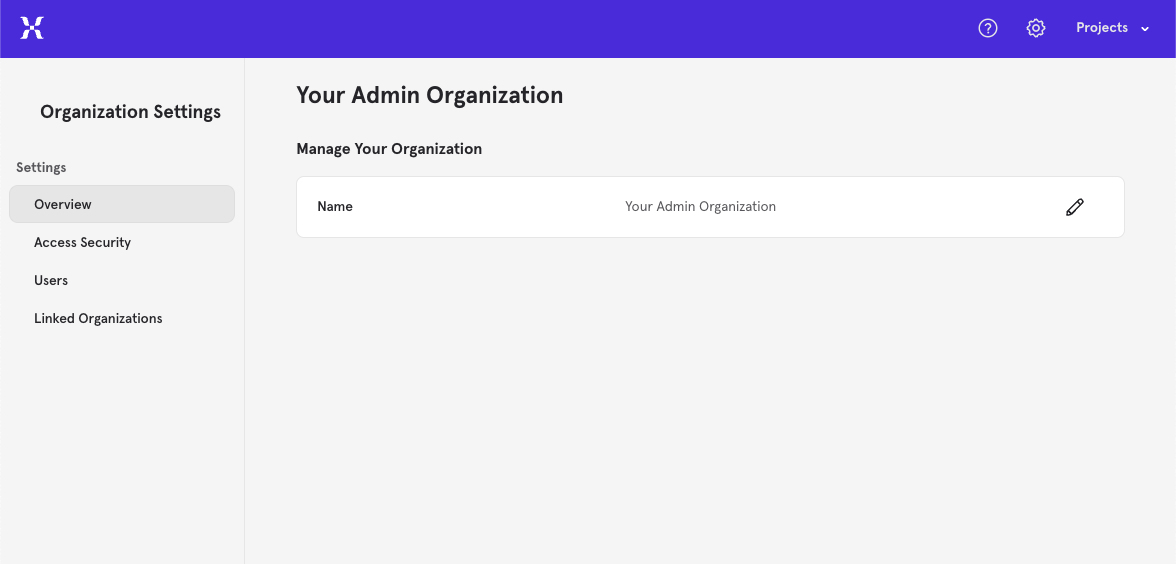 Projects
Organization Settings
Settings
Overview
Access Security
Users
Linked Organizations
Your Admin Organization
Manage Your Organization
Name Your Admin Organization